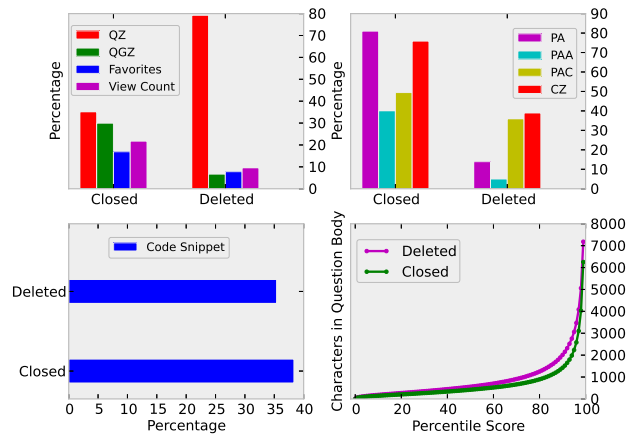 Percentage
QZ
QGZ
Favorites
View Count
80
70
60
50
40
30
20
10
0
Closed Deleted
Percentage
PA
PAA
PAC
CZ
90
80
70
60
50
40
30
20
10
0
Closed Deleted
Code Snippet
Deleted
Closed
0 5 10 15 20 25 30 35 40
Percentage
Characters in Question Body
Deleted
Closed
8000
7000
6000
5000
4000
3000
2000
1000
0
0 20 40 60 80 100
Percentile Score